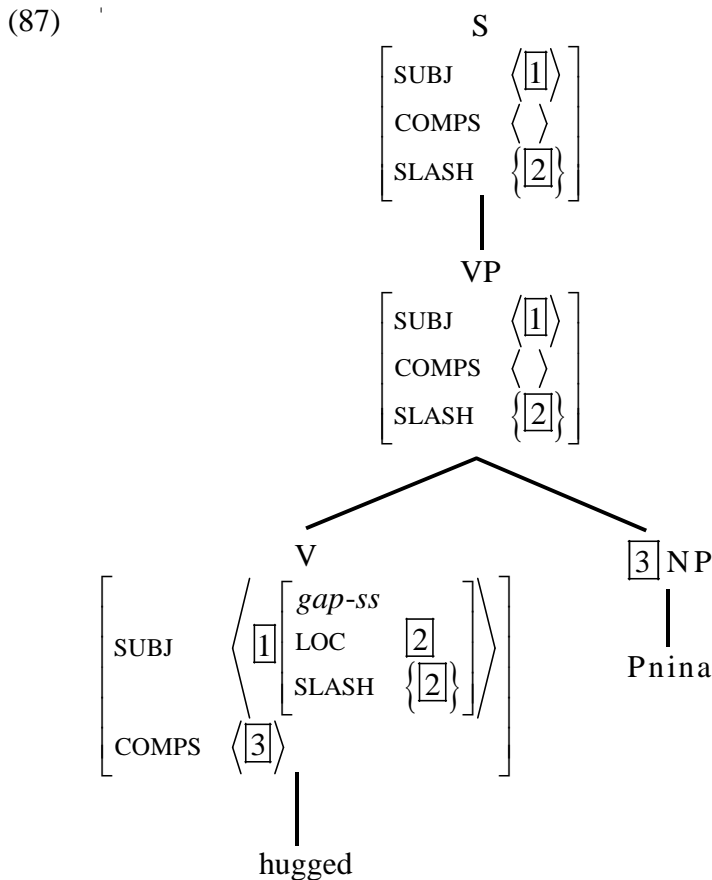 (87)
S
SUBJ ⟨[1]⟩
COMPS ⟨ ⟩
SLASH {[2]}
VP
SUBJ ⟨[1]⟩
COMPS ⟨ ⟩
SLASH {[2]}
V [3] NP
gap-ss
SUBJ ⟨[1] LOC [2]⟩ Pnina
SLASH {[2]}
COMPS ⟨[3]⟩
hugged